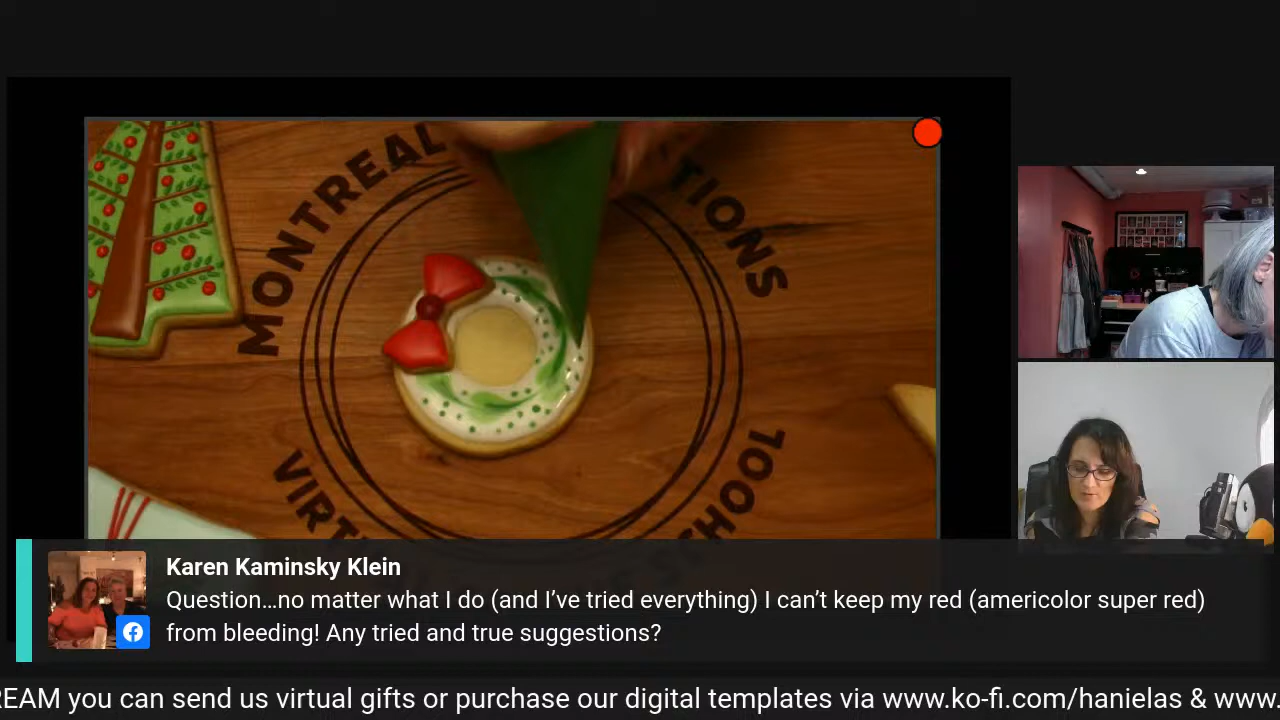 MONTREAL
TIONS
VIRT
SCHOOL
Karen Kaminsky Klein
Question…no matter what I do (and I’ve tried everything) I can’t keep my red (americolor super red)
from bleeding! Any tried and true suggestions?
REAM you can send us virtual gifts or purchase our digital templates via www.ko-fi.com/hanielas & www.